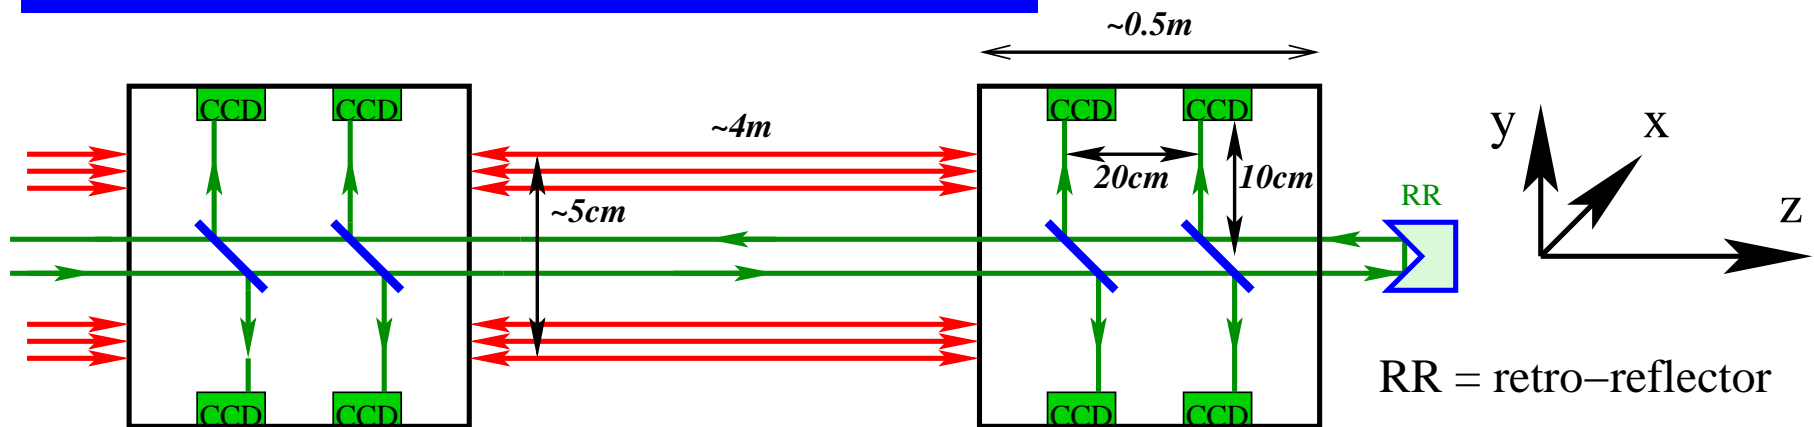 ~0.5m
CCD CCD CCD CCD
~4m
y x
20cm 10cm
~5cm
RR
z
RR = retro−reflector
CCD CCD CCD CCD